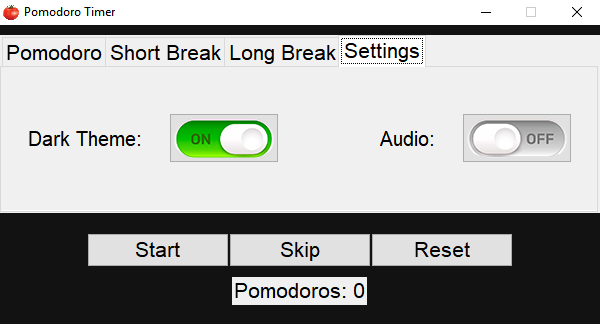 Pomodoro Timer
Pomodoro Short Break Long Break Settings
Dark Theme: ON Audio: OFF
Start Skip Reset
Pomodoros: 0